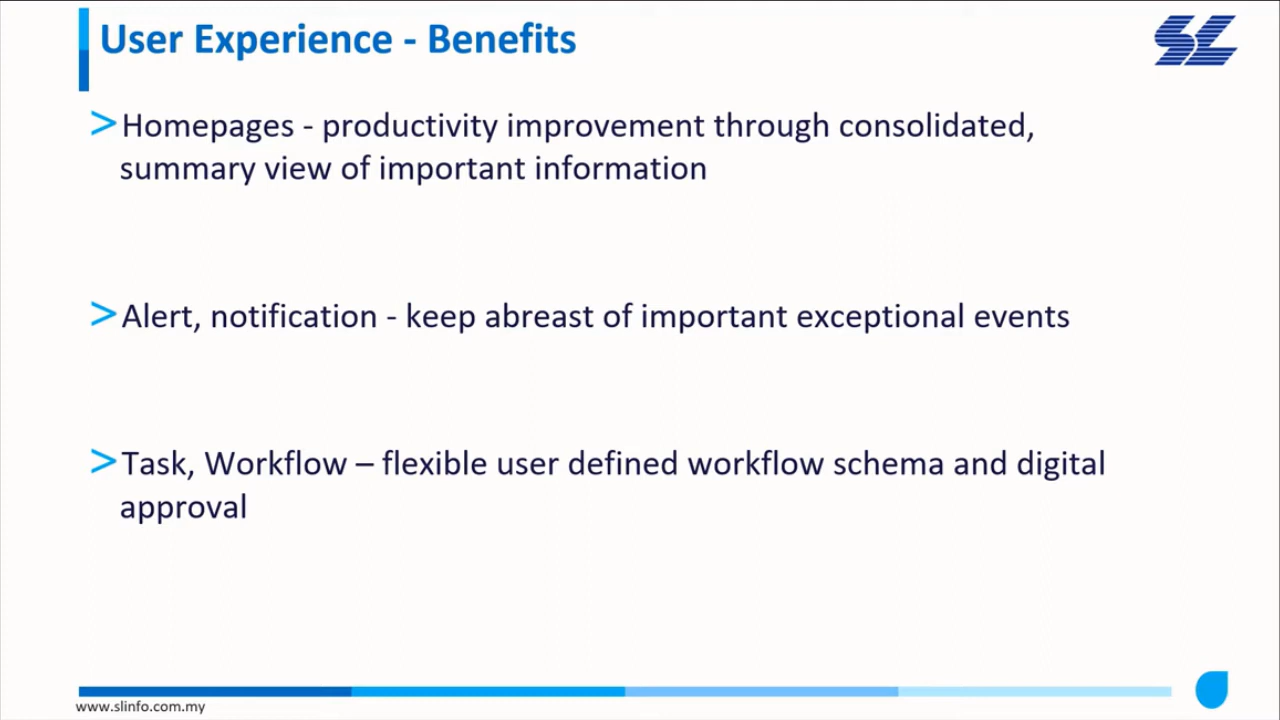 User Experience - Benefits
SL
> Homepages - productivity improvement through consolidated,
summary view of important information
> Alert, notification - keep abreast of important exceptional events
> Task, Workflow – flexible user defined workflow schema and digital
approval
www.slinfo.com.my